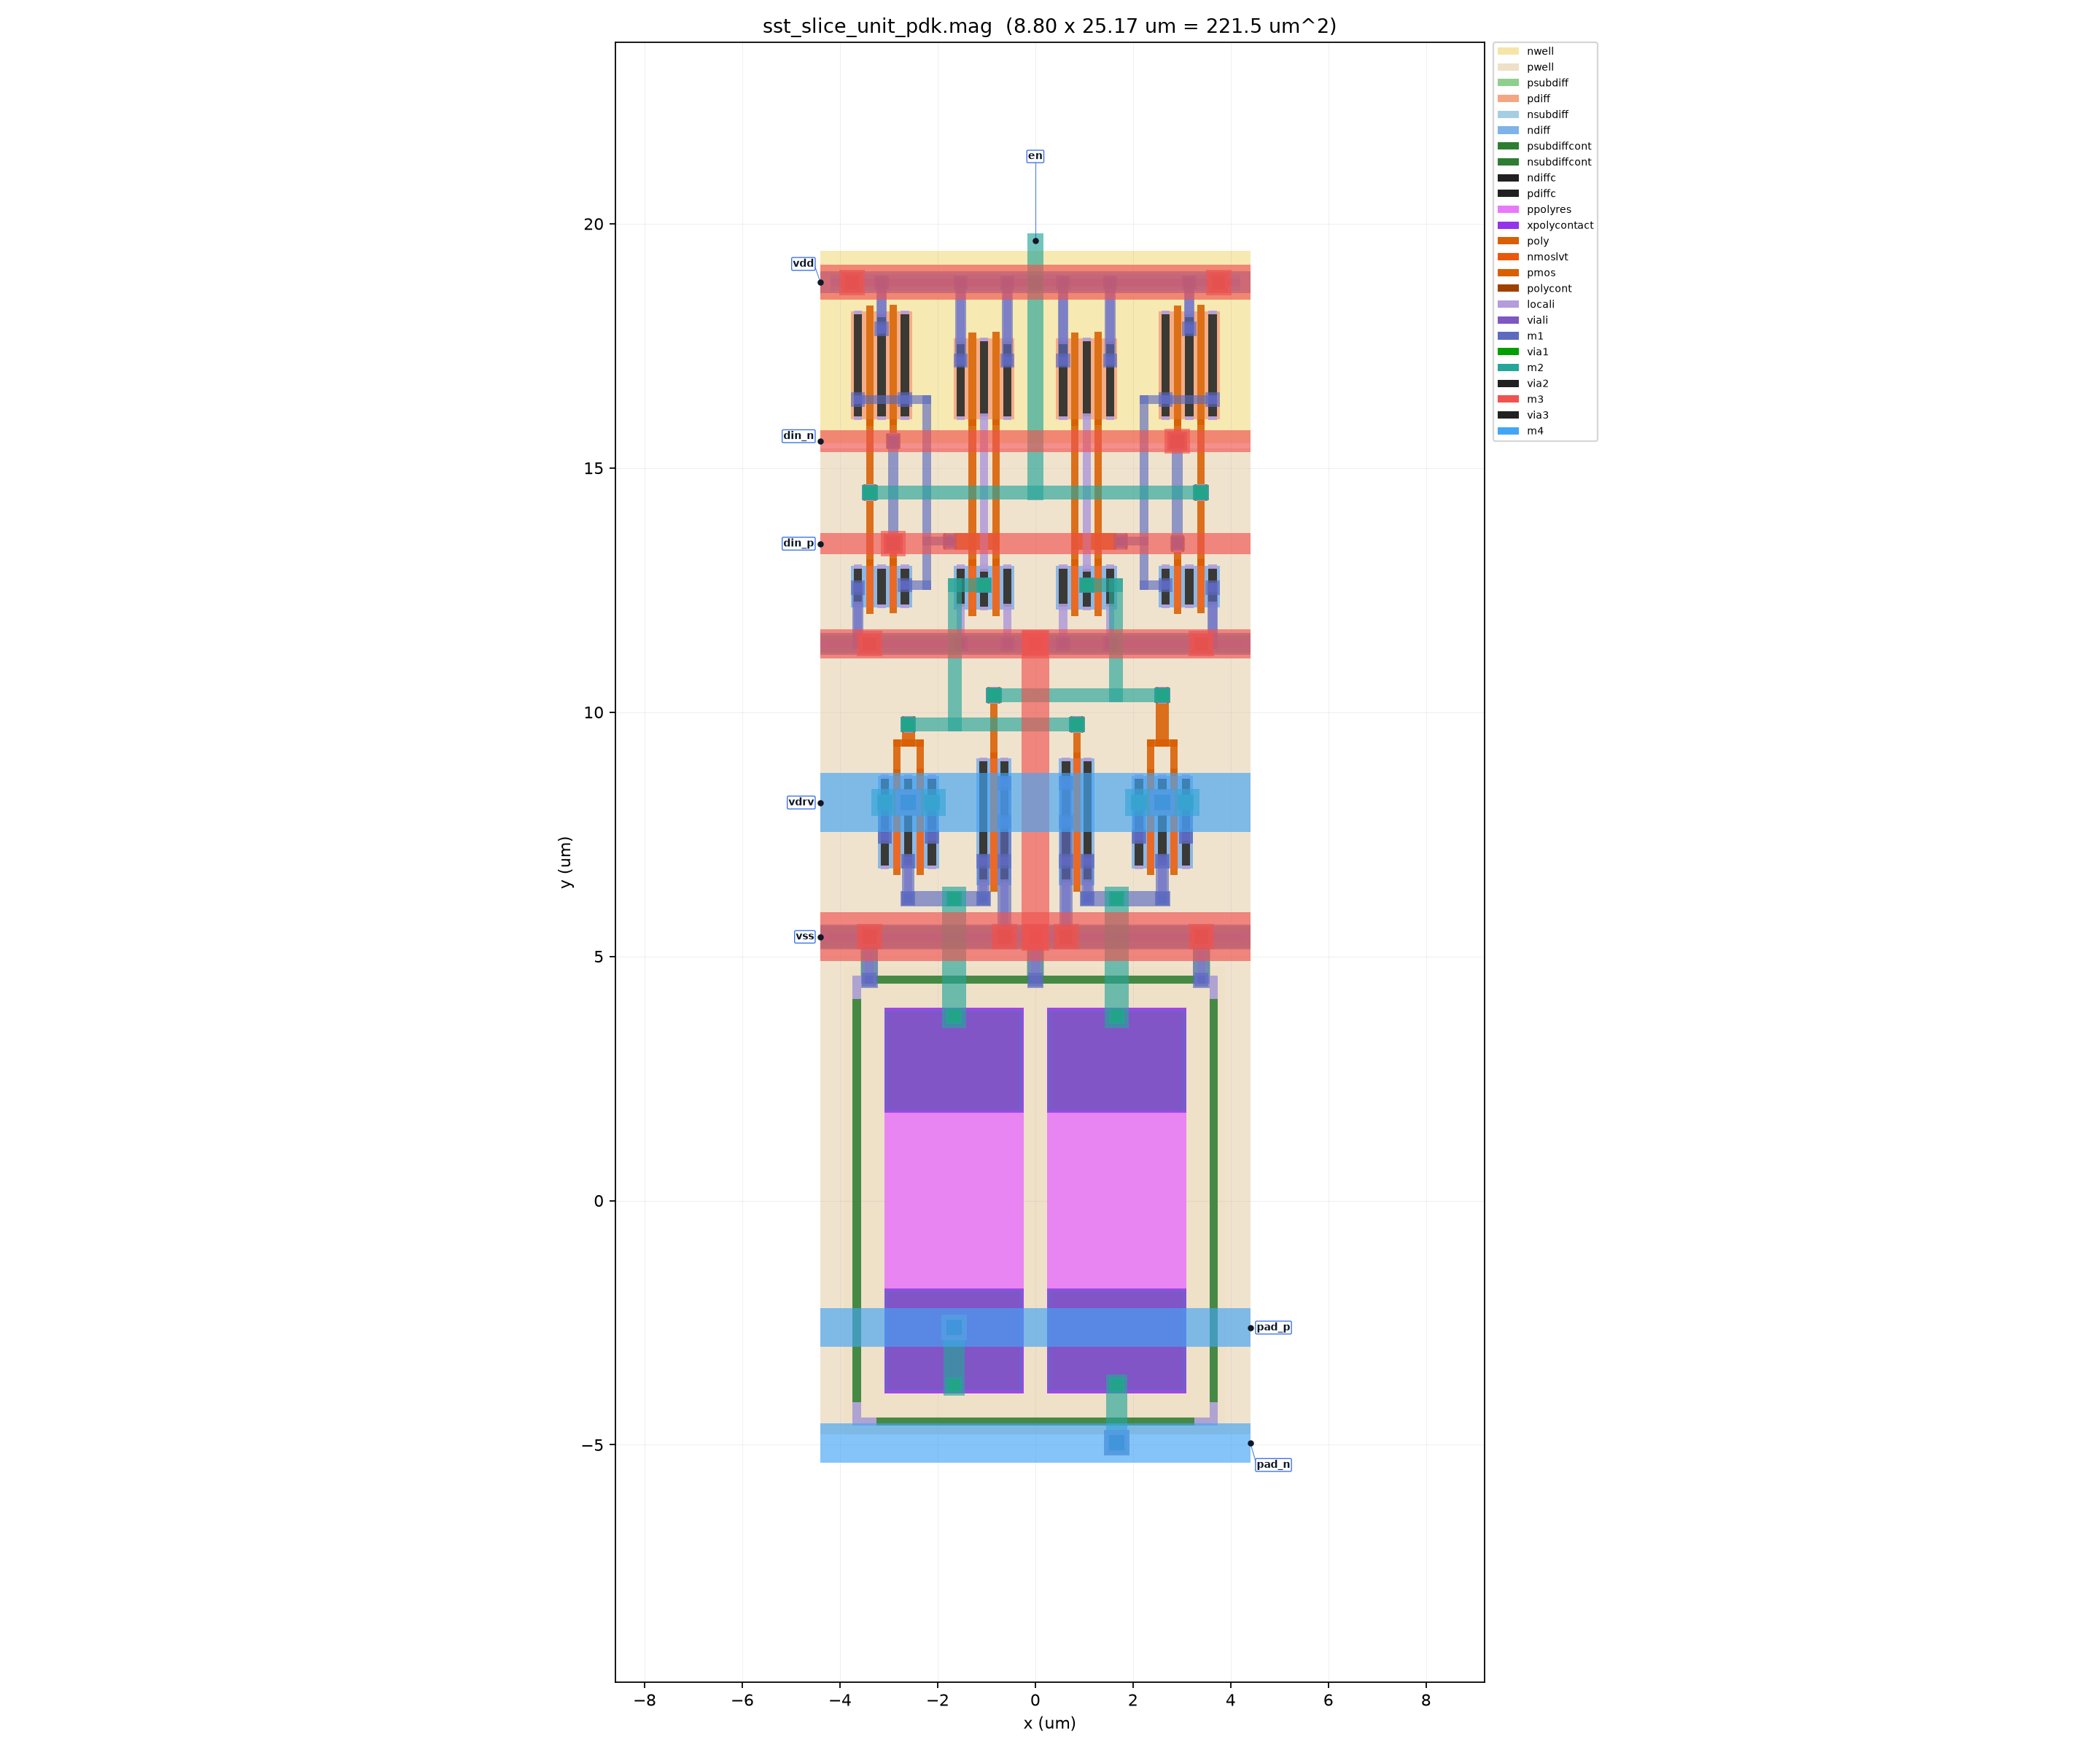 sst_slice_unit_pdk.mag (8.80 x 25.17 um = 221.5 um^2)
nwell
pwell
psubdiff
pdiff
nsubdiff
ndiff
psubdiffcont
nsubdiffcont
ndiffc
pdiffc
ppolyres
xpolycontact
poly
nmoslvt
pmos
polycont
locali
viali
m1
via1
m2
via2
m3
via3
m4
en
vdd
din_n
din_p
vdrv
vss
pad_p
pad_n
20
15
10
5
0
−5
y (um)
−8 −6 −4 −2 0 2 4 6 8
x (um)